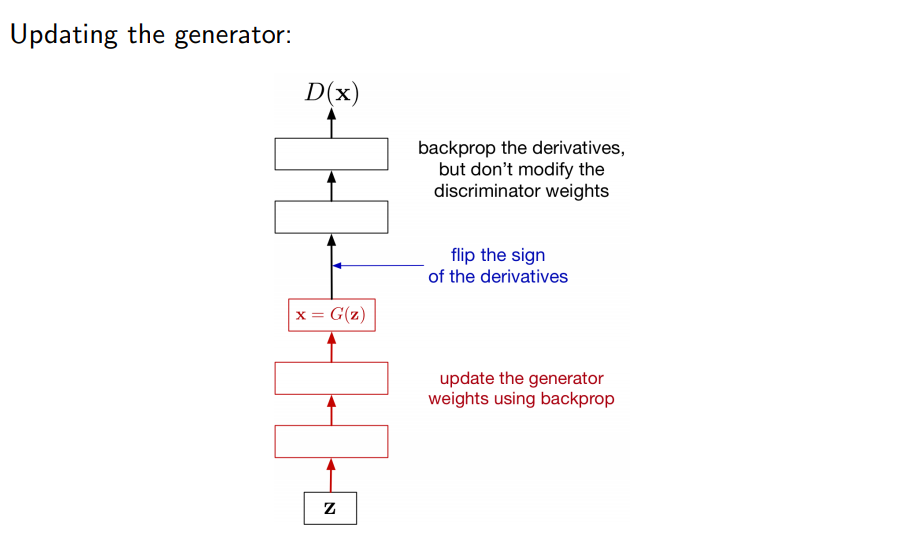 Updating the generator:
D(x)
backprop the derivatives,
but don't modify the
discriminator weights
flip the sign
of the derivatives
x = G(z)
update the generator
weights using backprop
z